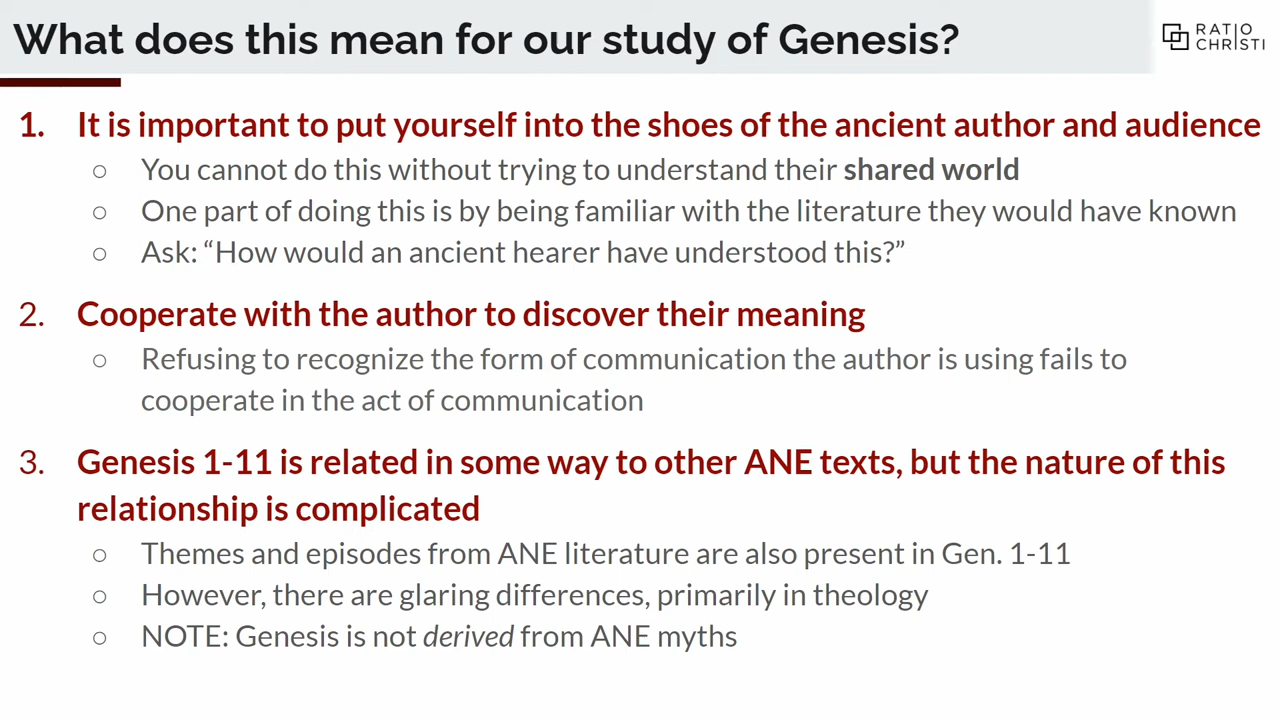 What does this mean for our study of Genesis?
RATIO
CHRISTI
1. It is important to put yourself into the shoes of the ancient author and audience
○ You cannot do this without trying to understand their shared world
○ One part of doing this is by being familiar with the literature they would have known
○ Ask: “How would an ancient hearer have understood this?”
2. Cooperate with the author to discover their meaning
○ Refusing to recognize the form of communication the author is using fails to
cooperate in the act of communication
3. Genesis 1-11 is related in some way to other ANE texts, but the nature of this
relationship is complicated
○ Themes and episodes from ANE literature are also present in Gen. 1-11
○ However, there are glaring differences, primarily in theology
○ NOTE: Genesis is not derived from ANE myths